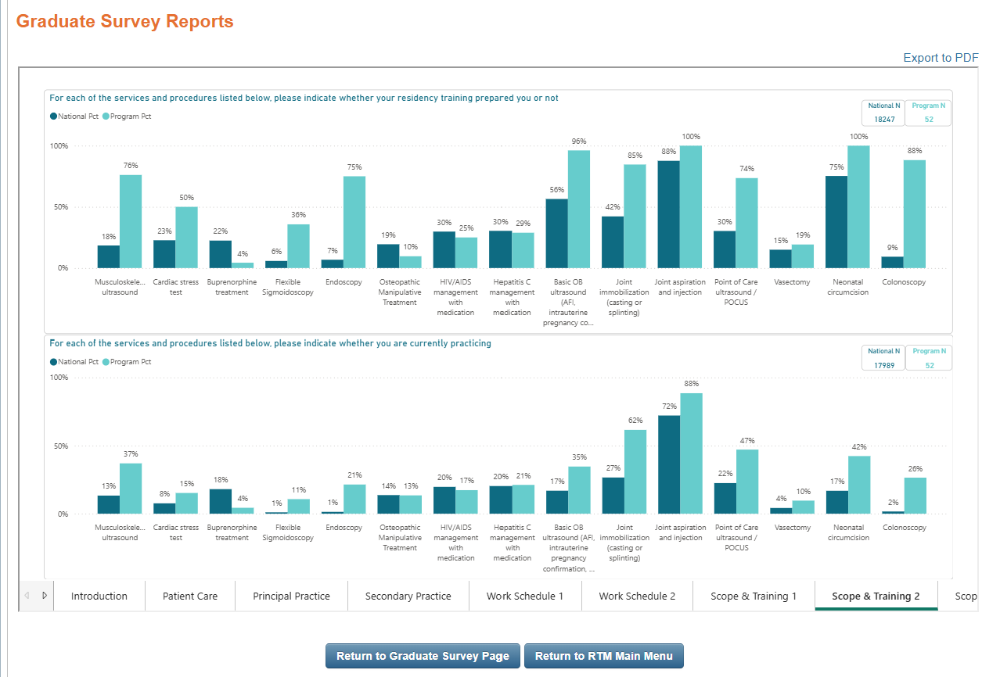 Graduate Survey Reports
Export to PDF
For each of the services and procedures listed below, please indicate whether your residency training prepared you or not
National Pct Program Pct
National N Program N
18247 52
100%
50%
0%
18% 76%
23% 50%
22% 4%
6% 36%
7% 75%
19% 10%
30% 25%
30% 29%
56% 96%
42% 85%
88% 100%
30% 74%
15% 19%
75% 100%
9% 88%
Musculoskele...
ultrasound
Cardiac stress
test
Buprenorphine
treatment
Flexible
Sigmoidoscopy
Endoscopy
Osteopathic
Manipulative
Treatment
HIV/AIDS
management
with
medication
Hepatitis C
management
with
medication
Basic OB
ultrasound
(AFI,
intrauterine
pregnancy co...
Joint
immobilization
(casting or
splinting)
Joint aspiration
and injection
Point of Care
ultrasound /
POCUS
Vasectomy
Neonatal
circumcision
Colonoscopy
For each of the services and procedures listed below, please indicate whether you are currently practicing
National Pct Program Pct
National N Program N
17989 52
100%
50%
0%
13% 37%
8% 15%
18% 4%
1% 11%
1% 21%
14% 13%
20% 17%
20% 21%
17% 35%
27% 62%
72% 88%
22% 47%
4% 10%
17% 42%
2% 26%
Musculoskele...
ultrasound
Cardiac stress
test
Buprenorphine
treatment
Flexible
Sigmoidoscopy
Endoscopy
Osteopathic
Manipulative
Treatment
HIV/AIDS
management
with
medication
Hepatitis C
management
with
medication
Basic OB
ultrasound (AFI,
intrauterine
pregnancy
confirmation, ...
Joint
immobilization
(casting or
splinting)
Joint aspiration
and injection
Point of Care
ultrasound /
POCUS
Vasectomy
Neonatal
circumcision
Colonoscopy
Introduction Patient Care Principal Practice Secondary Practice Work Schedule 1 Work Schedule 2 Scope & Training 1 Scope & Training 2 Scop
Return to Graduate Survey Page Return to RTM Main Menu